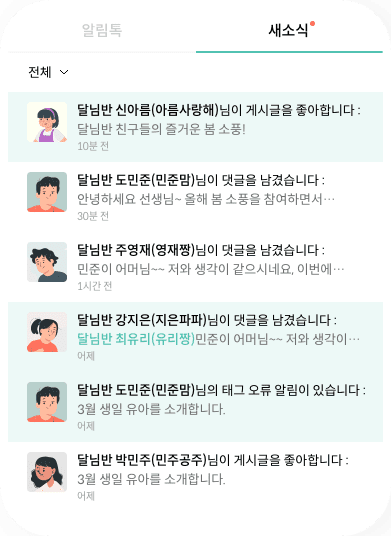 알림톡
새소식
전체
달님반 신아름(아름사랑해)님이 게시글을 좋아합니다 :
달님반 친구들의 즐거운 봄 소풍!
10분 전
달님반 도민준(민준맘)님이 댓글을 남겼습니다 :
안녕하세요 선생님~ 올해 봄 소풍을 참여하면서…
30분 전
달님반 주영재(영재짱)님이 댓글을 남겼습니다 :
민준이 어머님~~ 저와 생각이 같으시네요, 이번에…
1시간 전
달님반 강지은(지은파파)님이 댓글을 남겼습니다 :
달님반 최유리(유리짱)민준이 어머님~~ 저와 생각이…
어제
달님반 도민준(민준맘)님의 태그 오류 알림이 있습니다 :
3월 생일 유아를 소개합니다.
어제
달님반 박민주(민주공주)님이 게시글을 좋아합니다 :
3월 생일 유아를 소개합니다.
어제